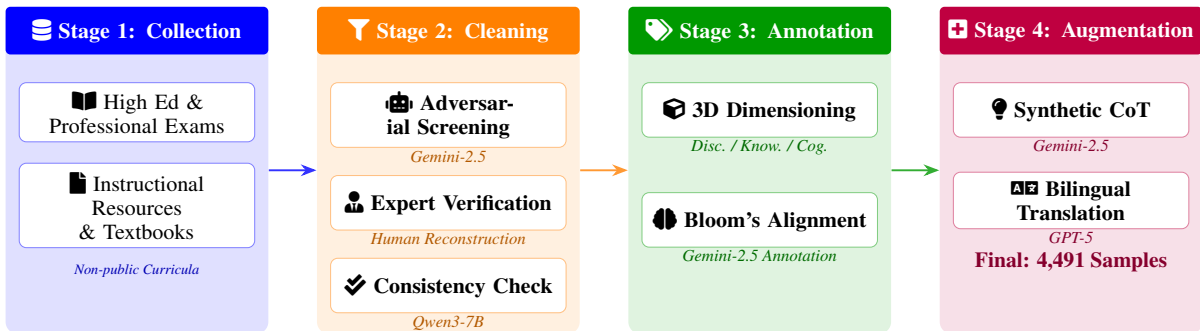 Stage 1: Collection
High Ed &
Professional Exams
Instructional
Resources
& Textbooks
Non-public Curricula
Stage 2: Cleaning
Adversar-
ial Screening
Gemini-2.5
Expert Verification
Human Reconstruction
Consistency Check
Qwen3-7B
Stage 3: Annotation
3D Dimensioning
Disc. / Know. / Cog.
Bloom's Alignment
Gemini-2.5 Annotation
Stage 4: Augmentation
Synthetic CoT
Gemini-2.5
Bilingual
Translation
GPT-5
Final: 4,491 Samples